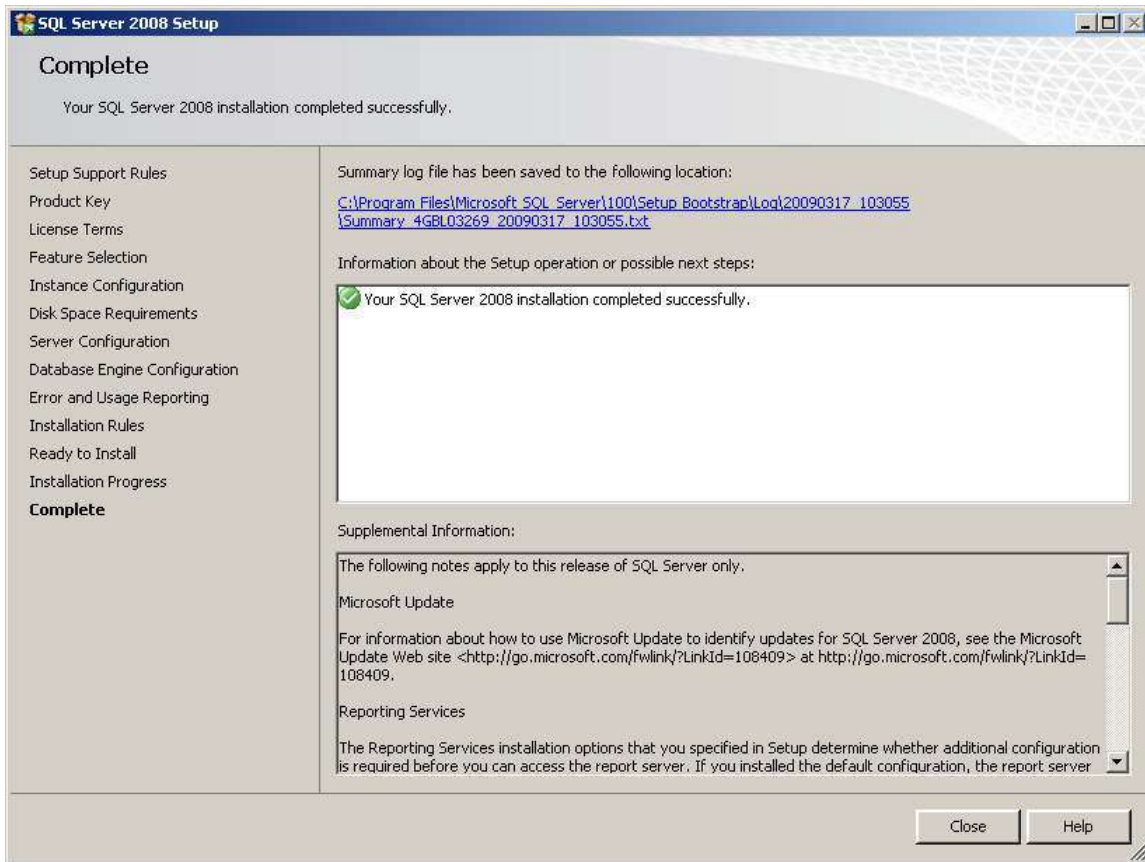 SQL Server 2008 Setup
Complete
Your SQL Server 2008 installation completed successfully.
Setup Support Rules
Product Key
License Terms
Feature Selection
Instance Configuration
Disk Space Requirements
Server Configuration
Database Engine Configuration
Error and Usage Reporting
Installation Rules
Ready to Install
Installation Progress
Complete
Summary log file has been saved to the following location:
C:\Program Files\Microsoft SQL Server\100\Setup Bootstrap\Log\20090317_103055
\Summary_4GBL03269_20090317_103055.txt
Information about the Setup operation or possible next steps:
Your SQL Server 2008 installation completed successfully.
Supplemental Information:
The following notes apply to this release of SQL Server only.
Microsoft Update
For information about how to use Microsoft Update to identify updates for SQL Server 2008, see the Microsoft
Update Web site <http://go.microsoft.com/fwlink/?LinkId=108409> at http://go.microsoft.com/fwlink/?LinkId=
108409.
Reporting Services
The Reporting Services installation options that you specified in Setup determine whether additional configuration
is required before you can access the report server. If you installed the default configuration, the report server
Close
Help